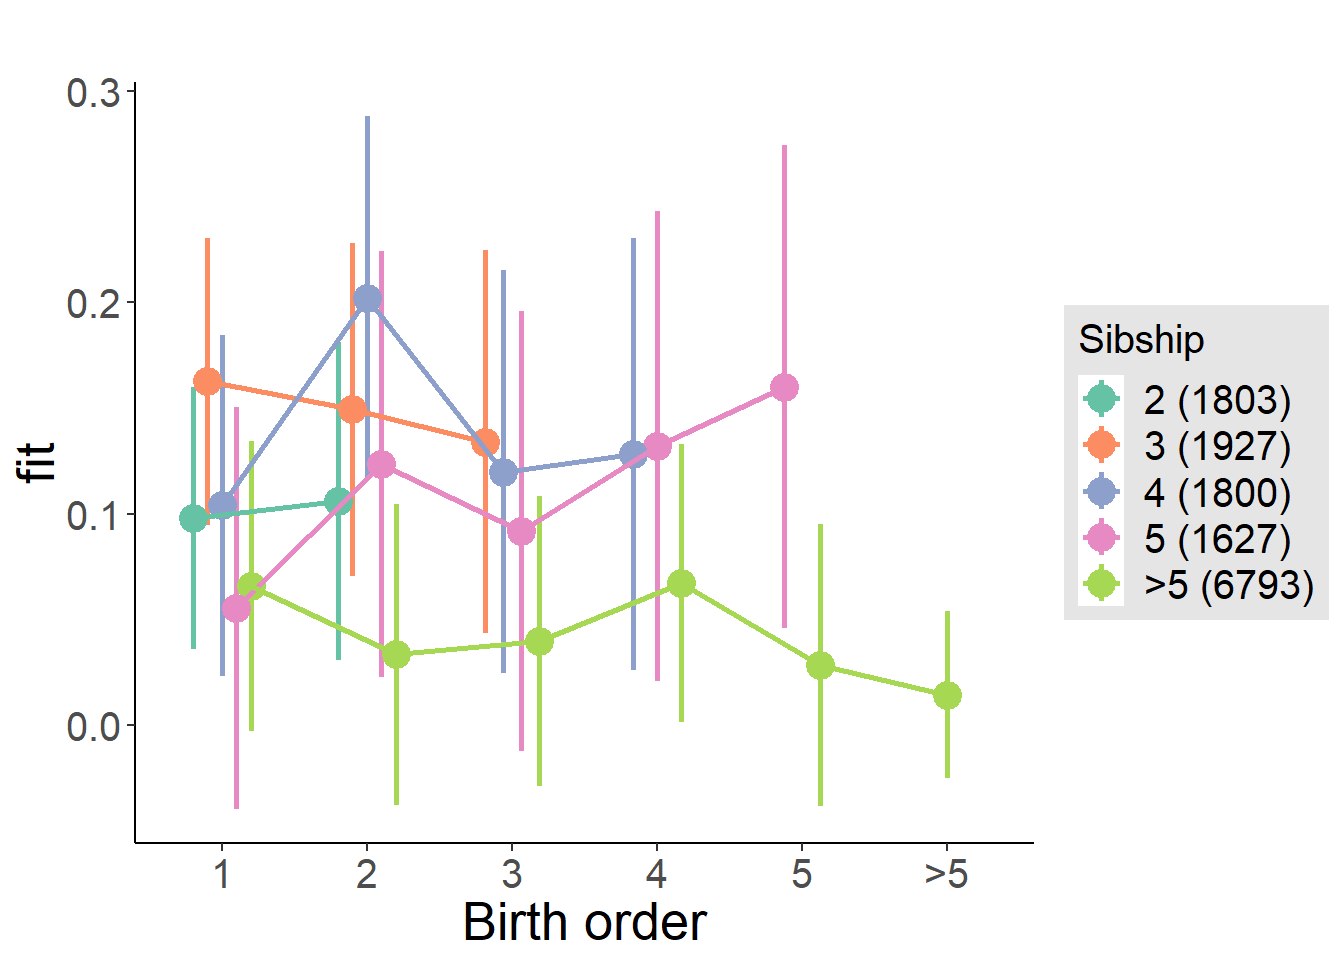 0.3
0.2
0.1
0.0
fit
1 2 3 4 5 >5
Birth order
Sibship
2 (1803)
3 (1927)
4 (1800)
5 (1627)
>5 (6793)